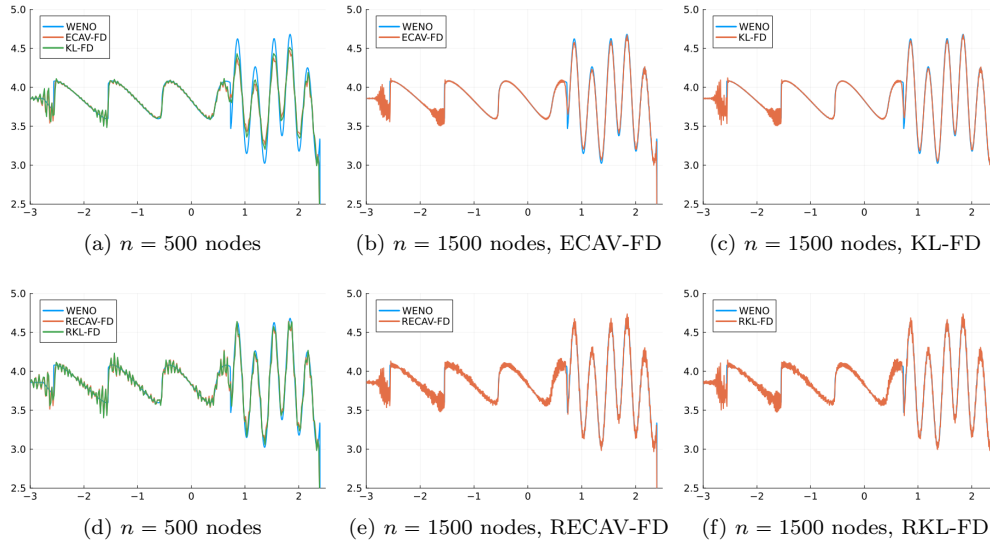 5.0
4.5
4.0
3.5
3.0
2.5
WENO
ECAV-FD
KL-FD
−3 −2 −1 0 1 2
(a) n = 500 nodes
5.0
4.5
4.0
3.5
3.0
2.5
WENO
ECAV-FD
−3 −2 −1 0 1 2
(b) n = 1500 nodes, ECAV-FD
5.0
4.5
4.0
3.5
3.0
2.5
WENO
KL-FD
−3 −2 −1 0 1 2
(c) n = 1500 nodes, KL-FD
5.0
4.5
4.0
3.5
3.0
2.5
WENO
RECAV-FD
RKL-FD
−3 −2 −1 0 1 2
(d) n = 500 nodes
5.0
4.5
4.0
3.5
3.0
2.5
WENO
RECAV-FD
−3 −2 −1 0 1 2
(e) n = 1500 nodes, RECAV-FD
5.0
4.5
4.0
3.5
3.0
2.5
WENO
RKL-FD
−3 −2 −1 0 1 2
(f) n = 1500 nodes, RKL-FD